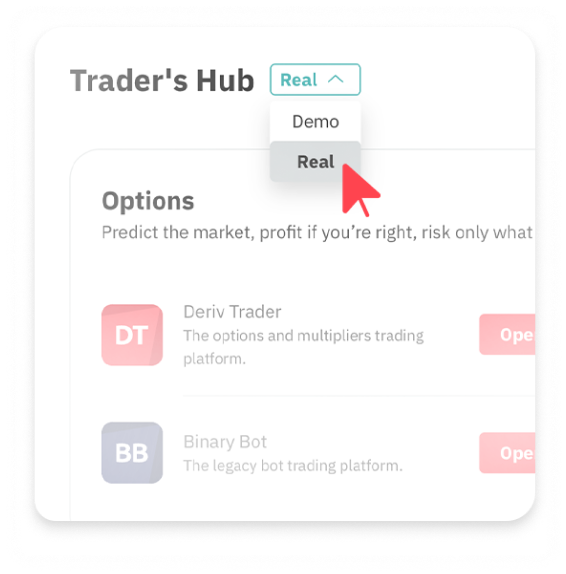 Trader's Hub Real
Demo
Real
Options
Predict the market, profit if you're right, risk only what
DT
Deriv Trader
The options and multipliers trading
platform.
Ope
BB
Binary Bot
The legacy bot trading platform.
Ope